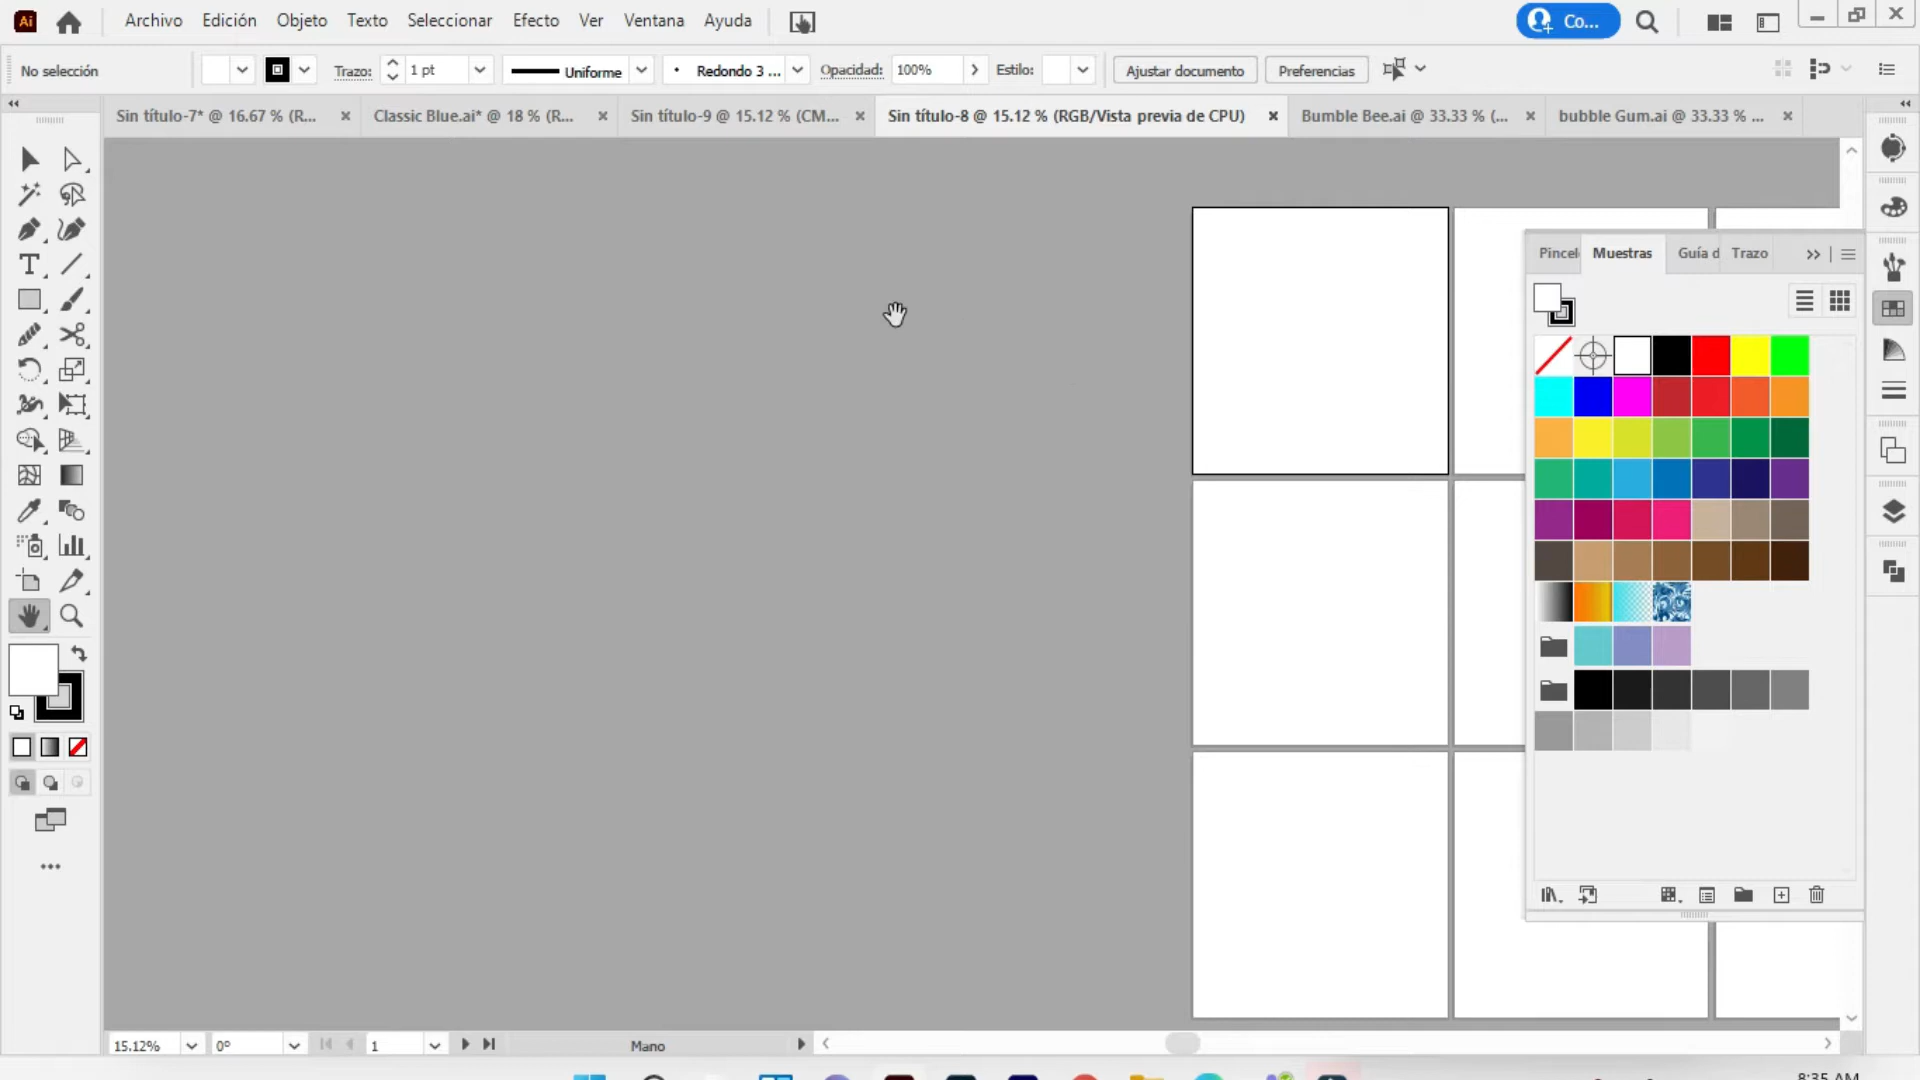 Ai Archivo Edición Objeto Texto Seleccionar Efecto Ver Ventana Ayuda Co...
No selección Trazo: 1 pt Uniforme Redondo 3 ... Opacidad: 100% Estilo: Ajustar documento Preferencias
Sin título-7* @ 16.67 % (R... Classic Blue.ai* @ 18 % (R... Sin título-9 @ 15.12 % (CM... Sin título-8 @ 15.12 % (RGB/Vista previa de CPU) Bumble Bee.ai @ 33.33 % (... bubble Gum.ai @ 33.33 % ...
Pincel Muestras Guía d Trazo
15.12% 0° 1 Mano
8:35 AM